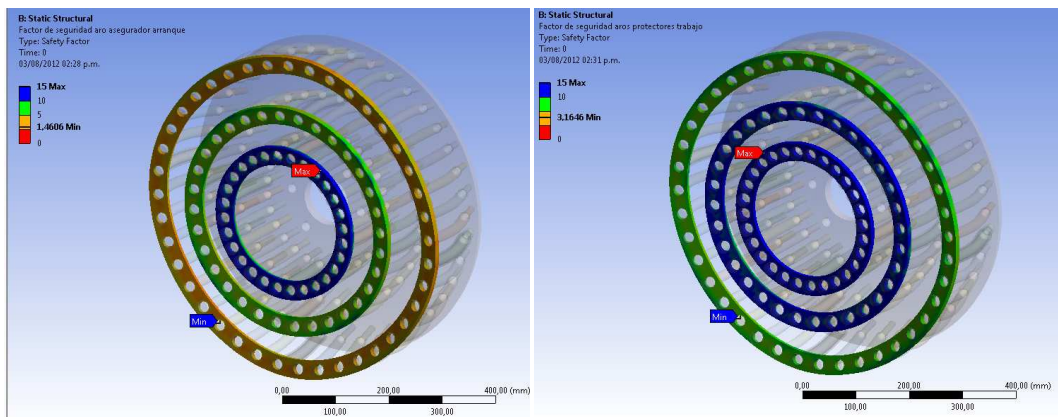 B: Static Structural
Factor de seguridad aro asegurador arranque
Type: Safety Factor
Time: 0
03/08/2012 02:28 p.m.
15 Max
10
5
1,4606 Min
0
Max
Min
0,00
200,00
400,00 (mm)
100,00
300,00
B: Static Structural
Factor de seguridad aros protectores trabajo
Type: Safety Factor
Time: 0
03/08/2012 02:31 p.m.
15 Max
10
3,1646 Min
0
Max
Min
0,00
200,00
400,00 (mm)
100,00
300,00